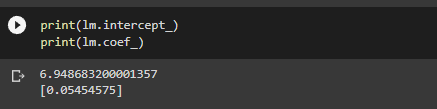 print(lm.intercept_)
print(lm.coef_)
6.948683200001357
[0.05454575]